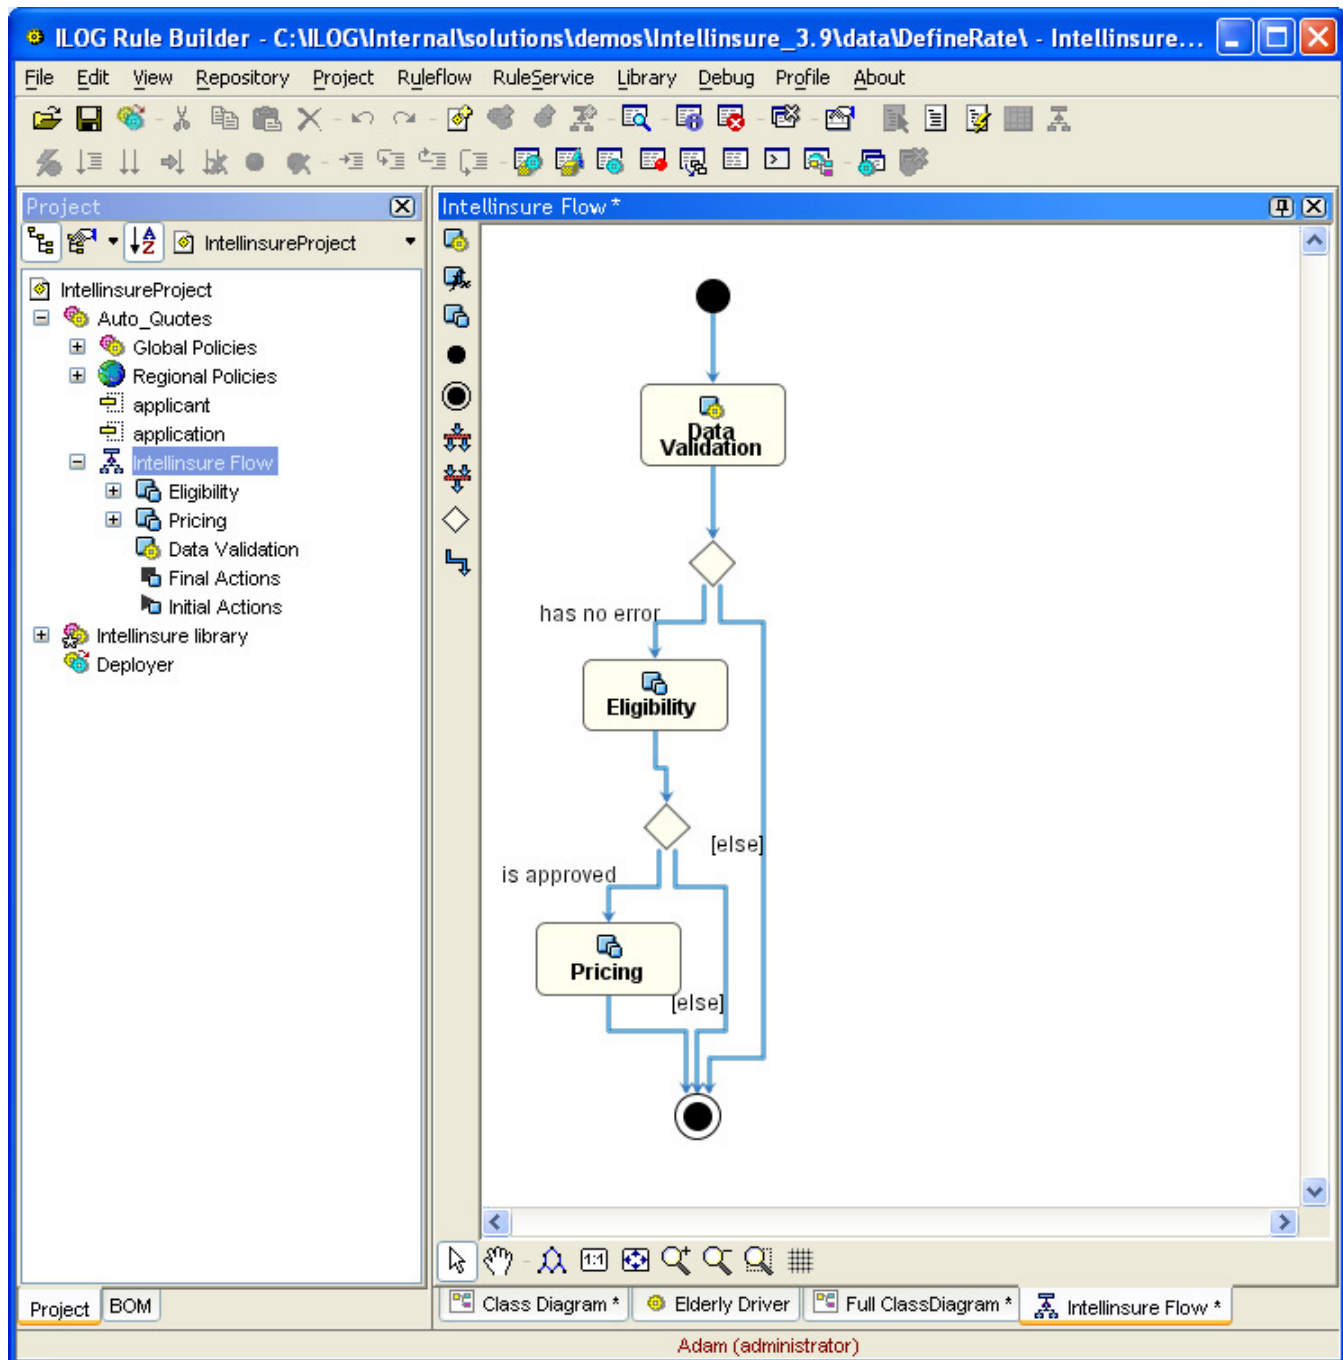 ILOG Rule Builder - C:\ILOG\Internal\solutions\demos\Intellinsure_3.9\data\DefineRate\ - Intellinsure...
File Edit View Repository Project Ruleflow RuleService Library Debug Profile About
Project
IntellinsureProject
IntellinsureProject
Auto_Quotes
Global Policies
Regional Policies
applicant
application
Intellinsure Flow
Eligibility
Pricing
Data Validation
Final Actions
Initial Actions
Intellinsure library
Deployer
Project BOM
Intellinsure Flow *
Data
Validation
has no error
Eligibility
[else]
is approved
Pricing
[else]
1:1
Class Diagram * Elderly Driver Full ClassDiagram * Intellinsure Flow *
Adam (administrator)